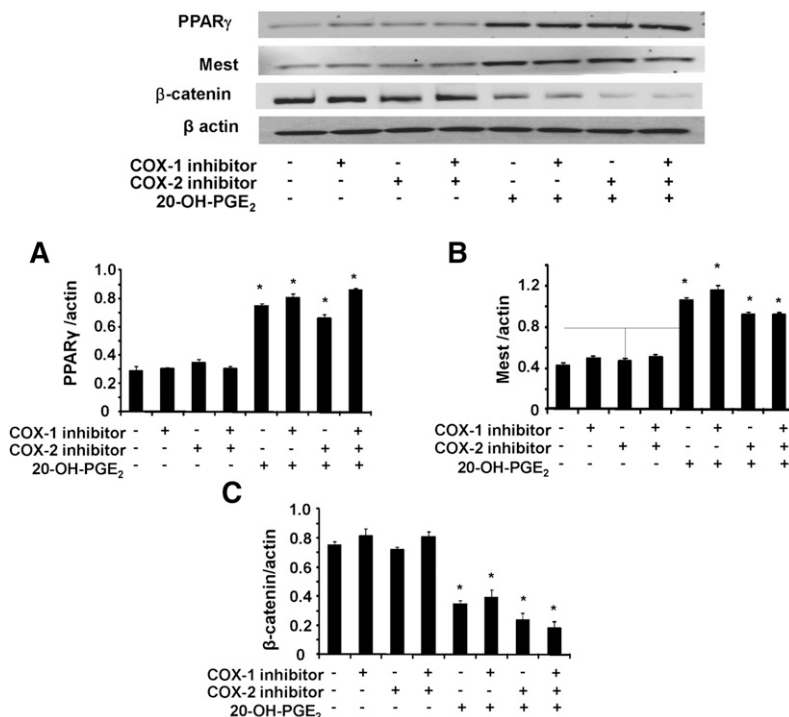 PPARγ
Mest
β-catenin
β actin
COX-1 inhibitor - + - + - + - +
COX-2 inhibitor - - + + - - + +
20-OH-PGE2 - - - - + + + +
A
PPARγ /actin
1.0
0.8
0.6
0.4
0.2
0
* * * *
COX-1 inhibitor - + - + - + - +
COX-2 inhibitor - - + + - - + +
20-OH-PGE2 - - - - + + + +
B
Mest /actin
1.2
0.8
0.4
0
* * * *
COX-1 inhibitor - + - + - + - +
COX-2 inhibitor - - + + - - + +
20-OH-PGE2 - - - - + + + +
C
β-catenin/actin
1.0
0.8
0.6
0.4
0.2
0
* * * *
COX-1 inhibitor - + - + - + - +
COX-2 inhibitor - - + + - - + +
20-OH-PGE2 - - - - + + + +